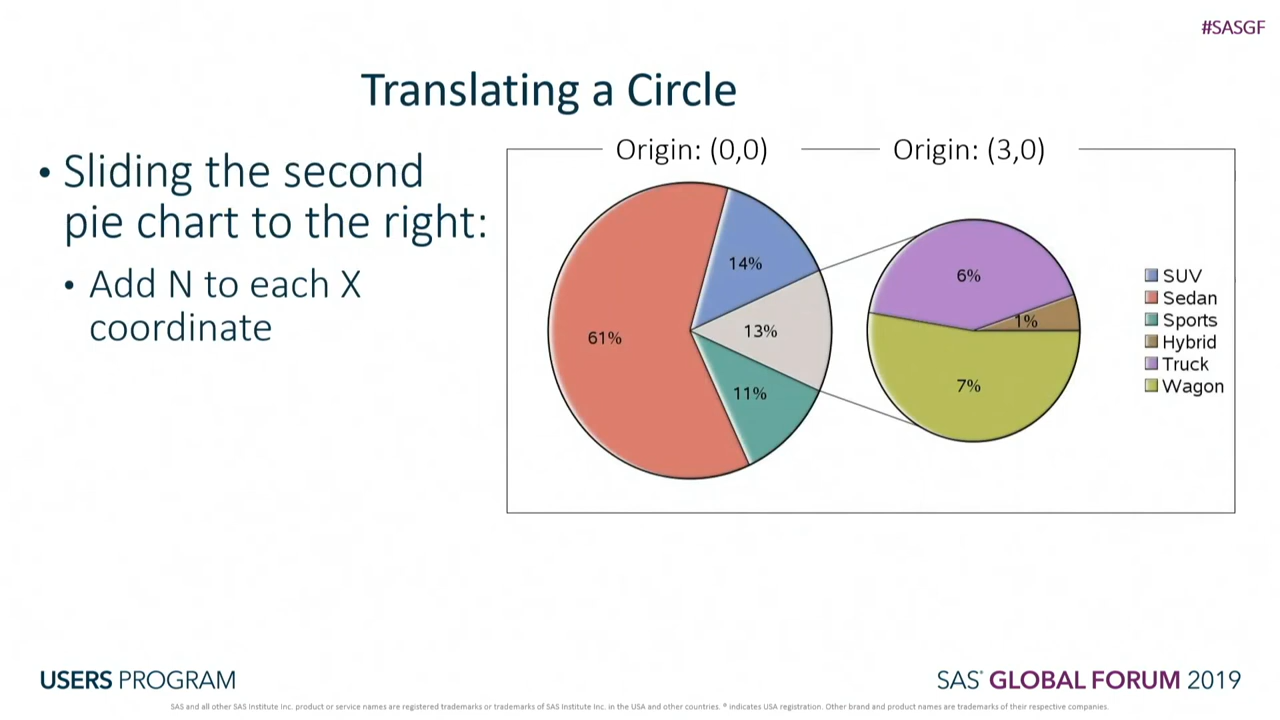 #SASGF
Translating a Circle
• Sliding the second
pie chart to the right:
• Add N to each X
coordinate
Origin: (0,0)
Origin: (3,0)
14%
61%
13%
11%
6%
1%
7%
SUV
Sedan
Sports
Hybrid
Truck
Wagon
USERS PROGRAM
SAS® GLOBAL FORUM 2019
SAS and all other SAS Institute Inc. product or service names are registered trademarks or trademarks of SAS Institute Inc. in the USA and other countries. ® indicates USA registration. Other brand and product names are trademarks of their respective companies.